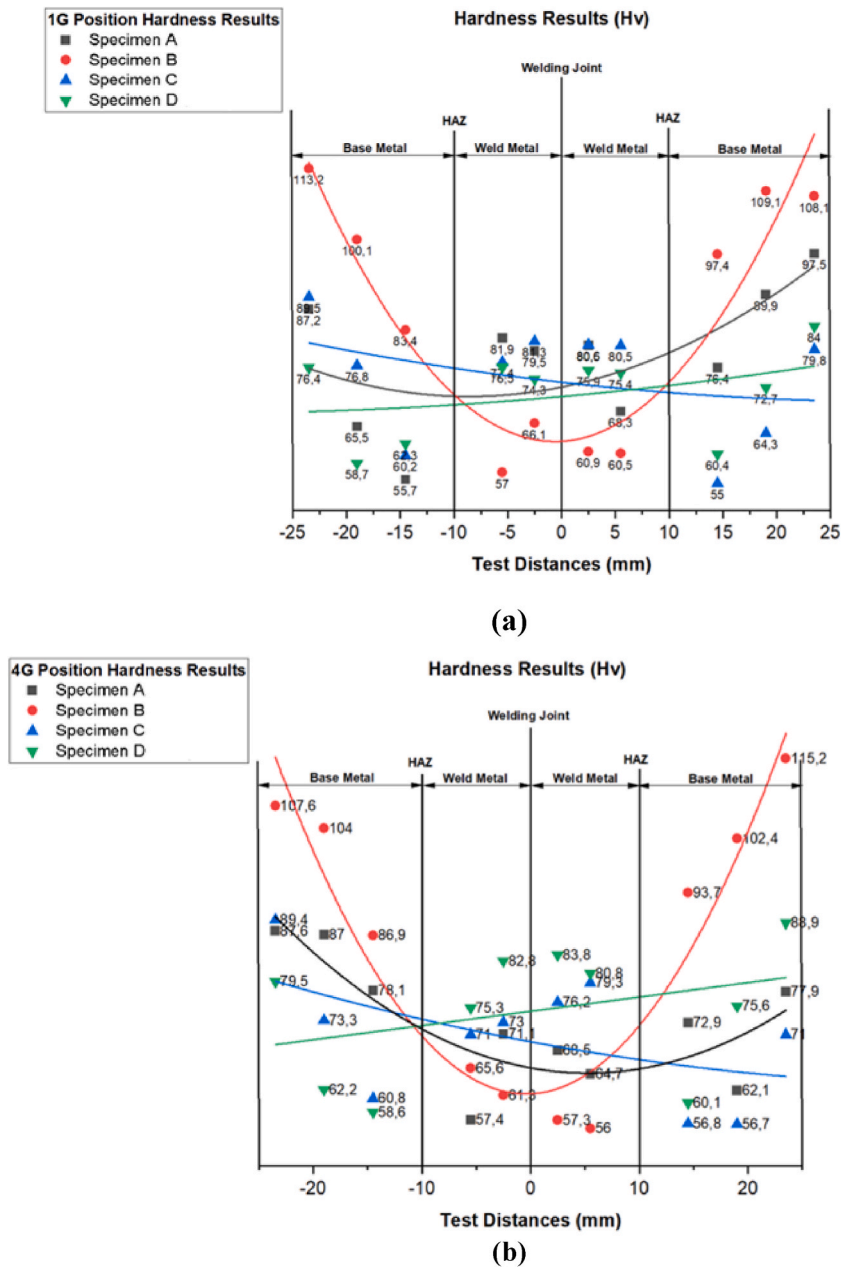 1G Position Hardness Results
Specimen A
Specimen B
Specimen C
Specimen D
Hardness Results (Hv)
Welding Joint
HAZ
HAZ
Base Metal
Weld Metal
Weld Metal
Base Metal
113,2
109,1
108,1
100,1
97,4
97,5
89,9
87,2
83,4
84
81,9
79,5
80,6
80,5
79,8
76,4
76,8
76,5
74,3
75,9
75,4
76,4
72,7
65,5
66,1
68,3
64,3
58,7
60,2
55,7
57
60,9
60,5
60,4
55
-25 -20 -15 -10 -5 0 5 10 15 20 25
Test Distances (mm)
(a)
4G Position Hardness Results
Specimen A
Specimen B
Specimen C
Specimen D
Hardness Results (Hv)
Welding Joint
HAZ
HAZ
Base Metal
Weld Metal
Weld Metal
Base Metal
115,2
107,6
104
102,4
93,7
89,4
87,6
87
86,9
88,9
82,8
83,8
80,8
79,5
78,1
79,3
77,9
75,3
76,2
75,6
73,3
73
72,9
71
71,1
71
68,5
65,6
64,7
62,2
61,3
62,1
60,8
58,6
60,1
57,4
57,3
56
56,8
56,7
-20 -10 0 10 20
Test Distances (mm)
(b)